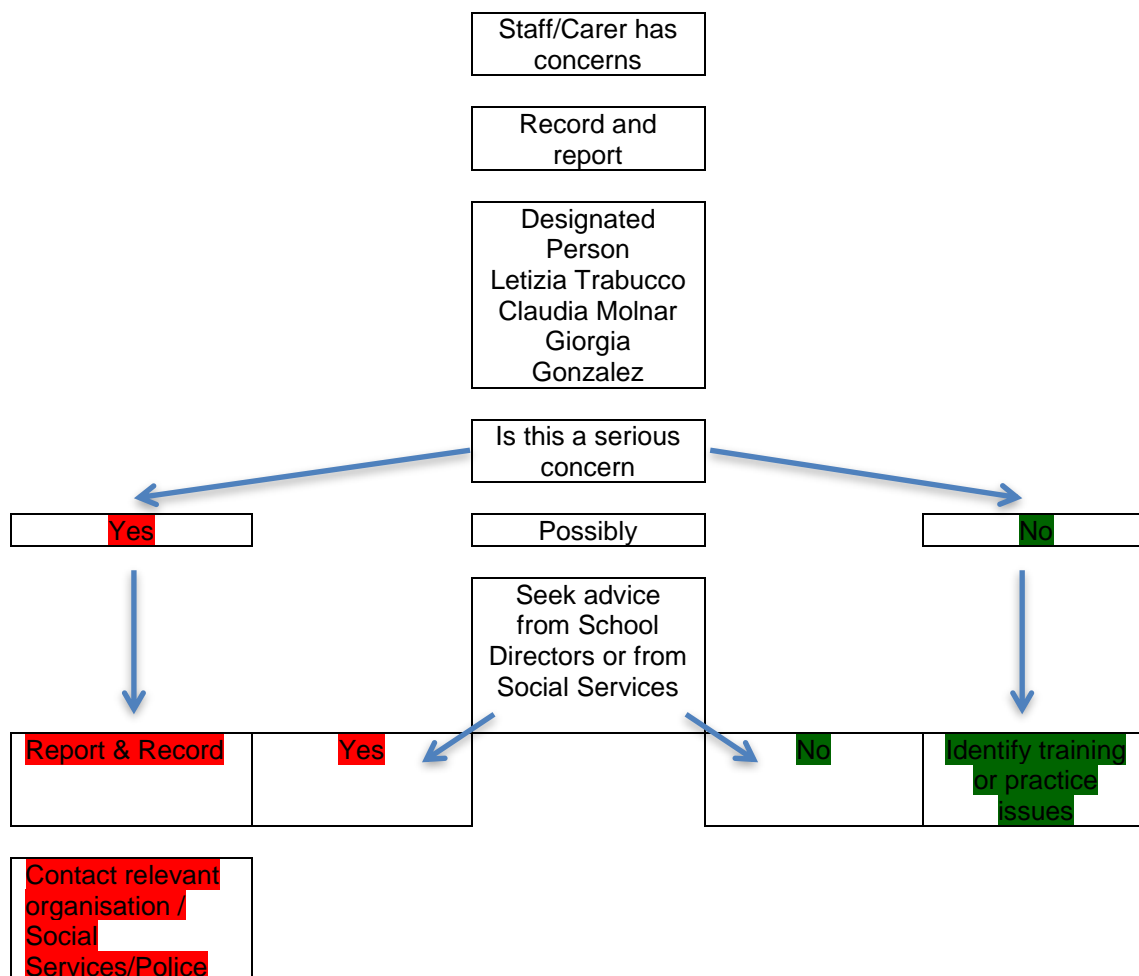 Staff/Carer has
concerns
Record and
report
Designated
Person
Letizia Trabucco
Claudia Molnar
Giorgia
Gonzalez
Is this a serious
concern
Yes
Possibly
No
Seek advice
from School
Directors or from
Social Services
Report & Record
Yes
No
Identify training
or practice
issues
Contact relevant
organisation /
Social
Services/Police